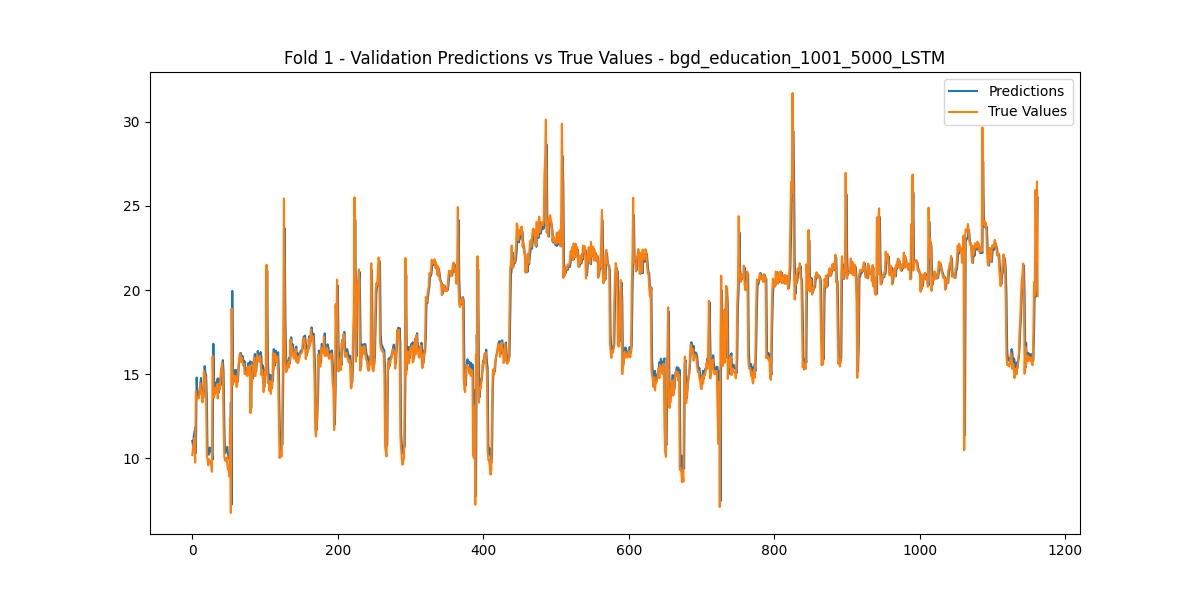 Fold 1 - Validation Predictions vs True Values - bgd_education_1001_5000_LSTM
Predictions
True Values
30
25
20
15
10
0 200 400 600 800 1000 1200